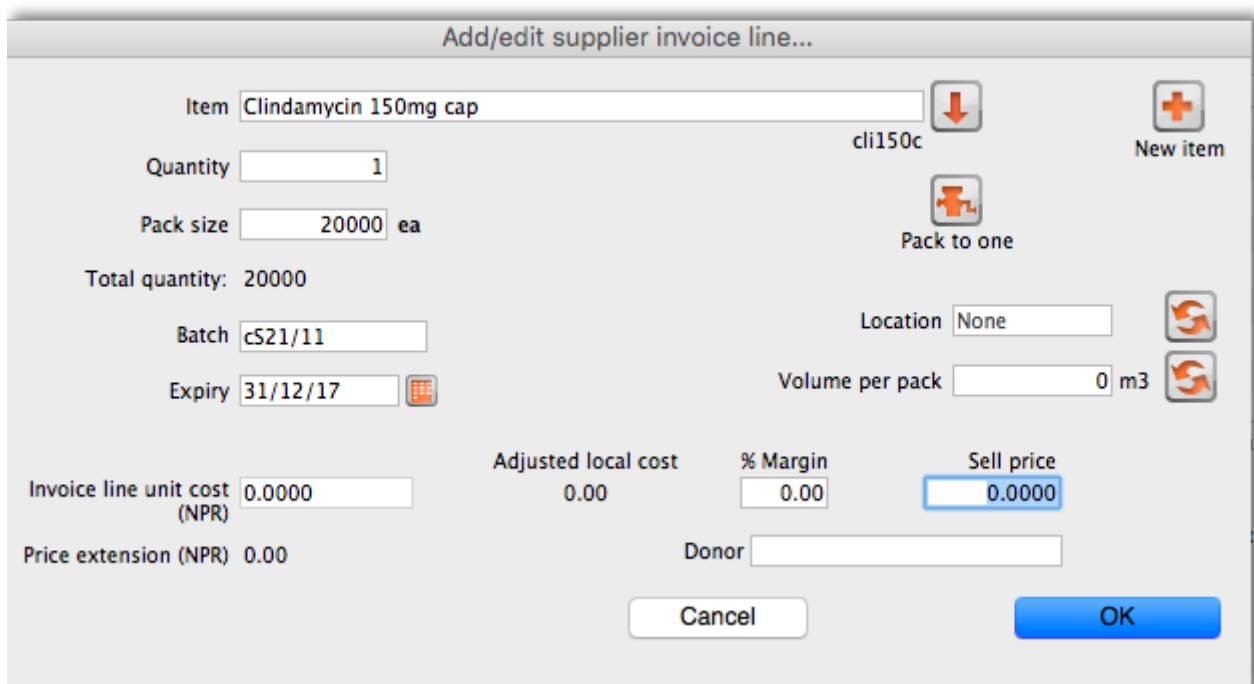 Add/edit supplier invoice line...
Item Clindamycin 150mg cap
cli150c
New item
Quantity 1
Pack size 20000 ea
Pack to one
Total quantity: 20000
Location None
Batch cS21/11
Volume per pack 0 m3
Expiry 31/12/17
Adjusted local cost % Margin Sell price
Invoice line unit cost 0.0000 0.00 0.00 0.0000
(NPR)
Price extension (NPR) 0.00 Donor
Cancel OK